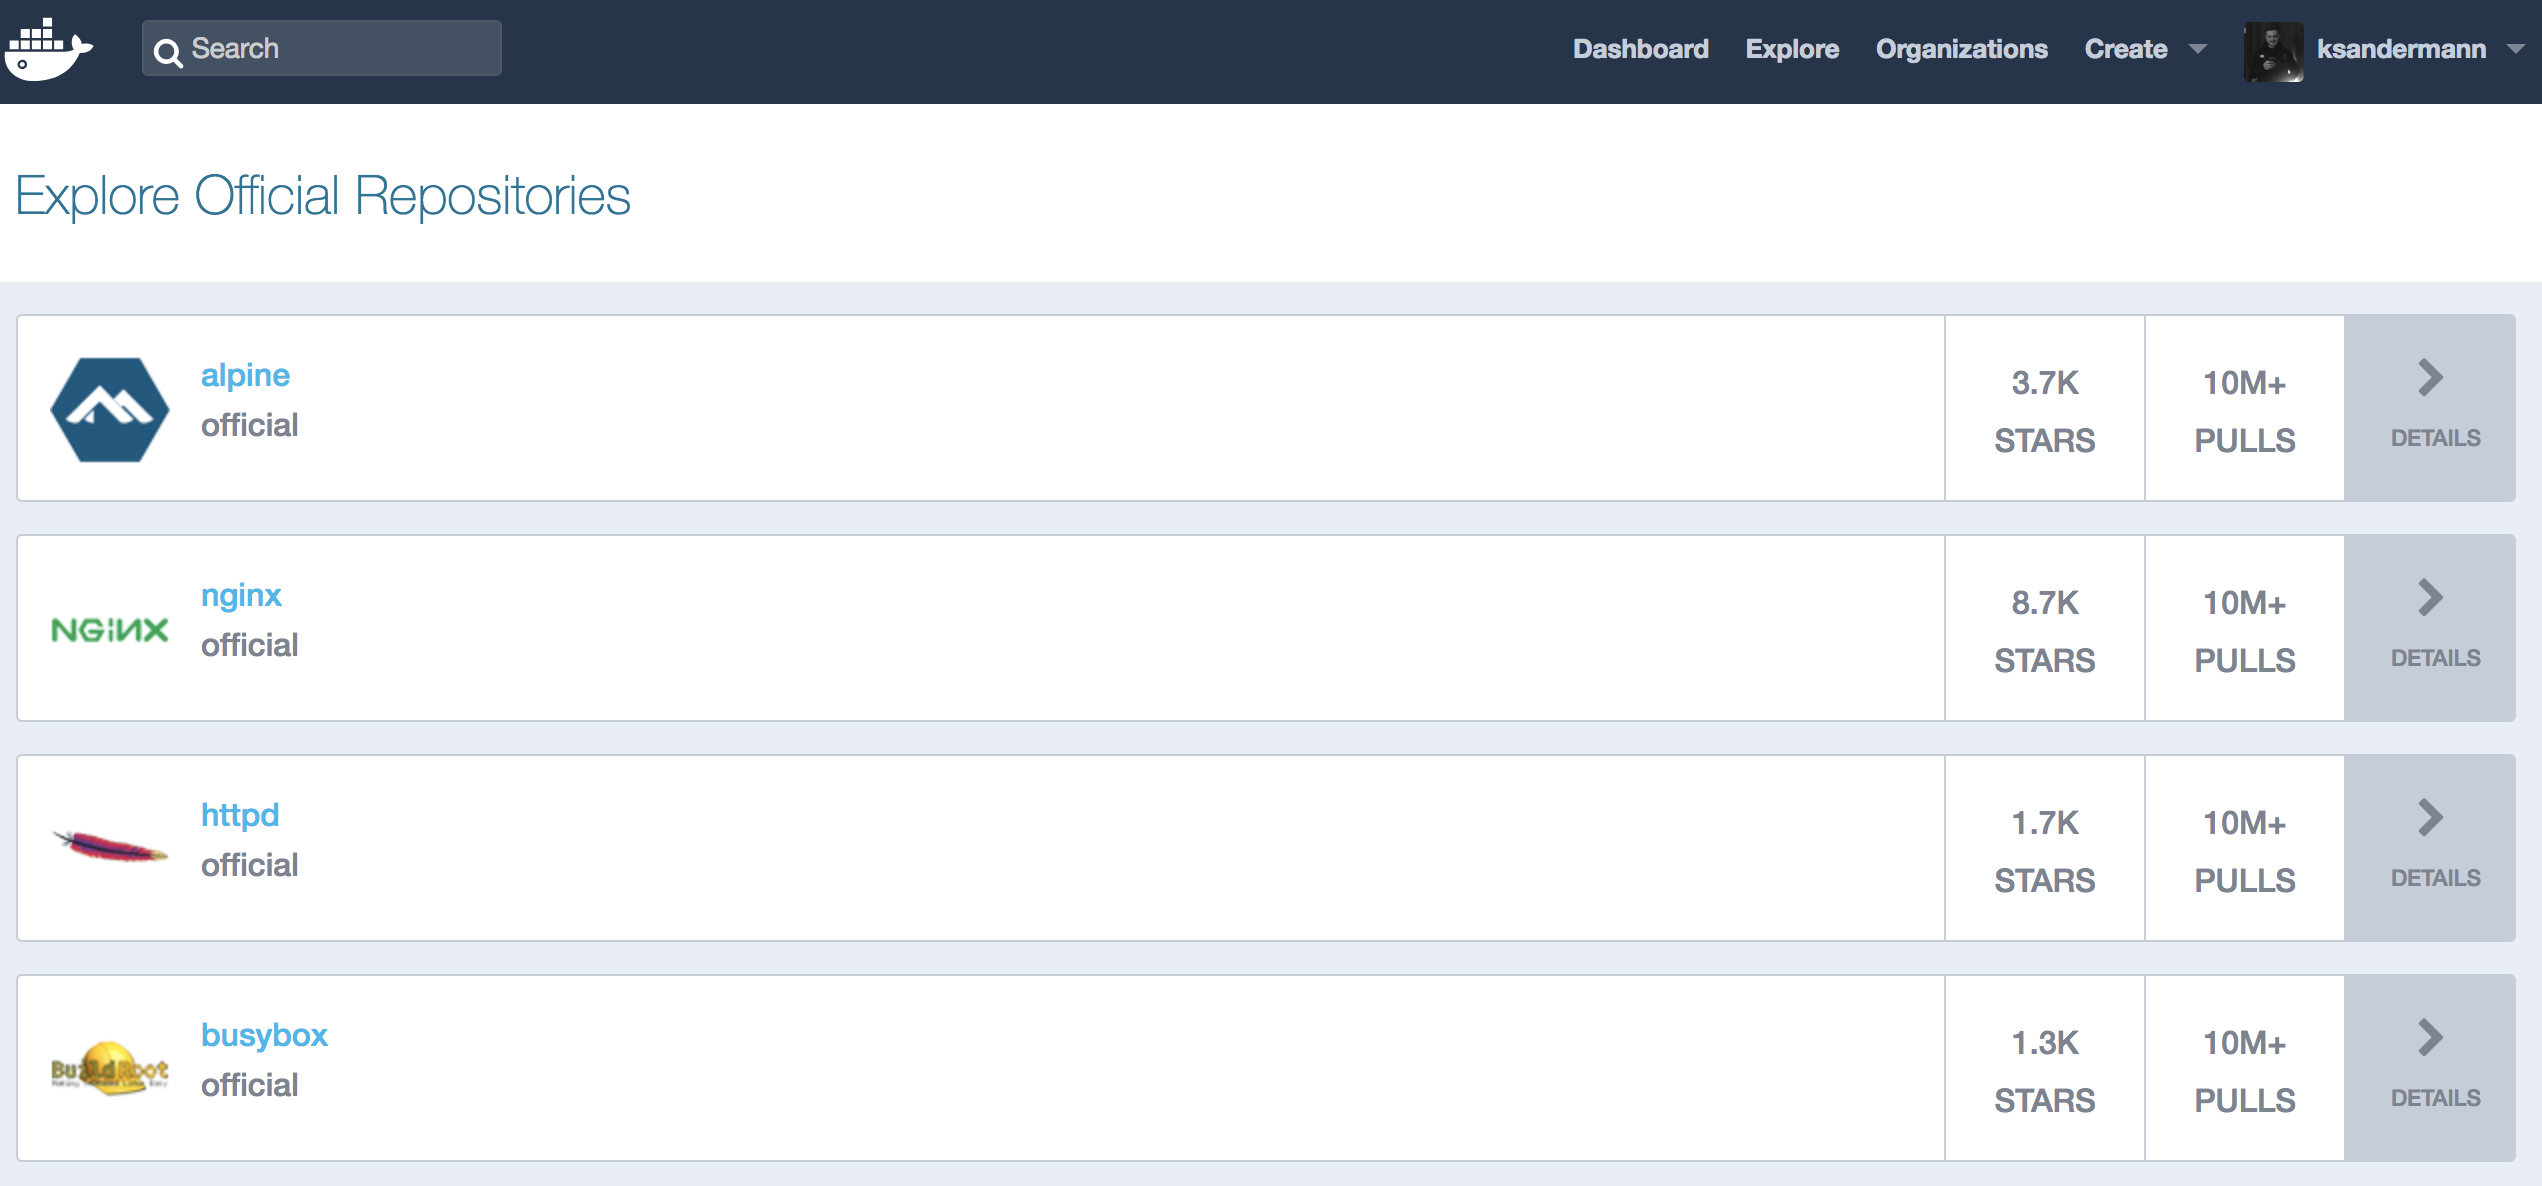 Search
Dashboard Explore Organizations Create ksandermann
Explore Official Repositories
alpine
official
3.7K
STARS
10M+
PULLS
DETAILS
NGiNX
nginx
official
8.7K
STARS
10M+
PULLS
DETAILS
httpd
official
1.7K
STARS
10M+
PULLS
DETAILS
BuildRoot
busybox
official
1.3K
STARS
10M+
PULLS
DETAILS